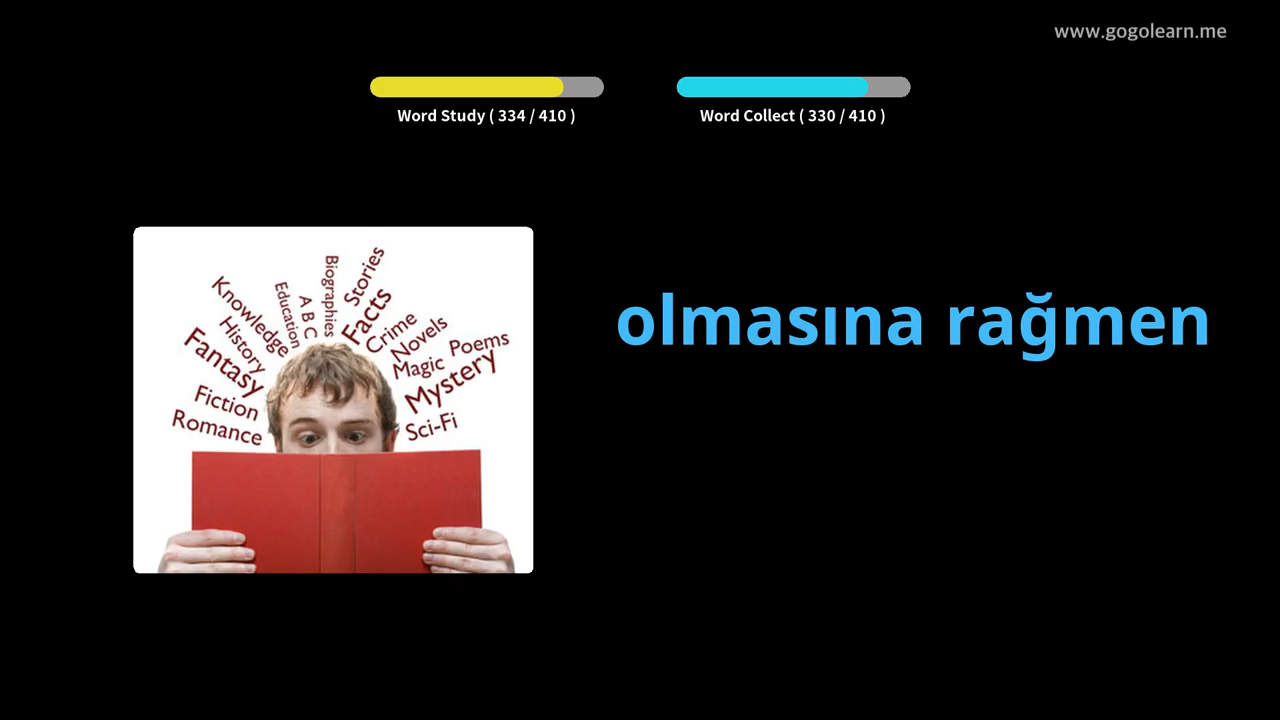 www.gogolearn.me
Word Study ( 334 / 410 )
Word Collect ( 330 / 410 )
olmasına rağmen
Romance
Fiction
Fantasy
History
Knowledge
Education
A B C
Biographies
Stories
Facts
Crime
Novels
Magic
Poems
Mystery
Sci-Fi